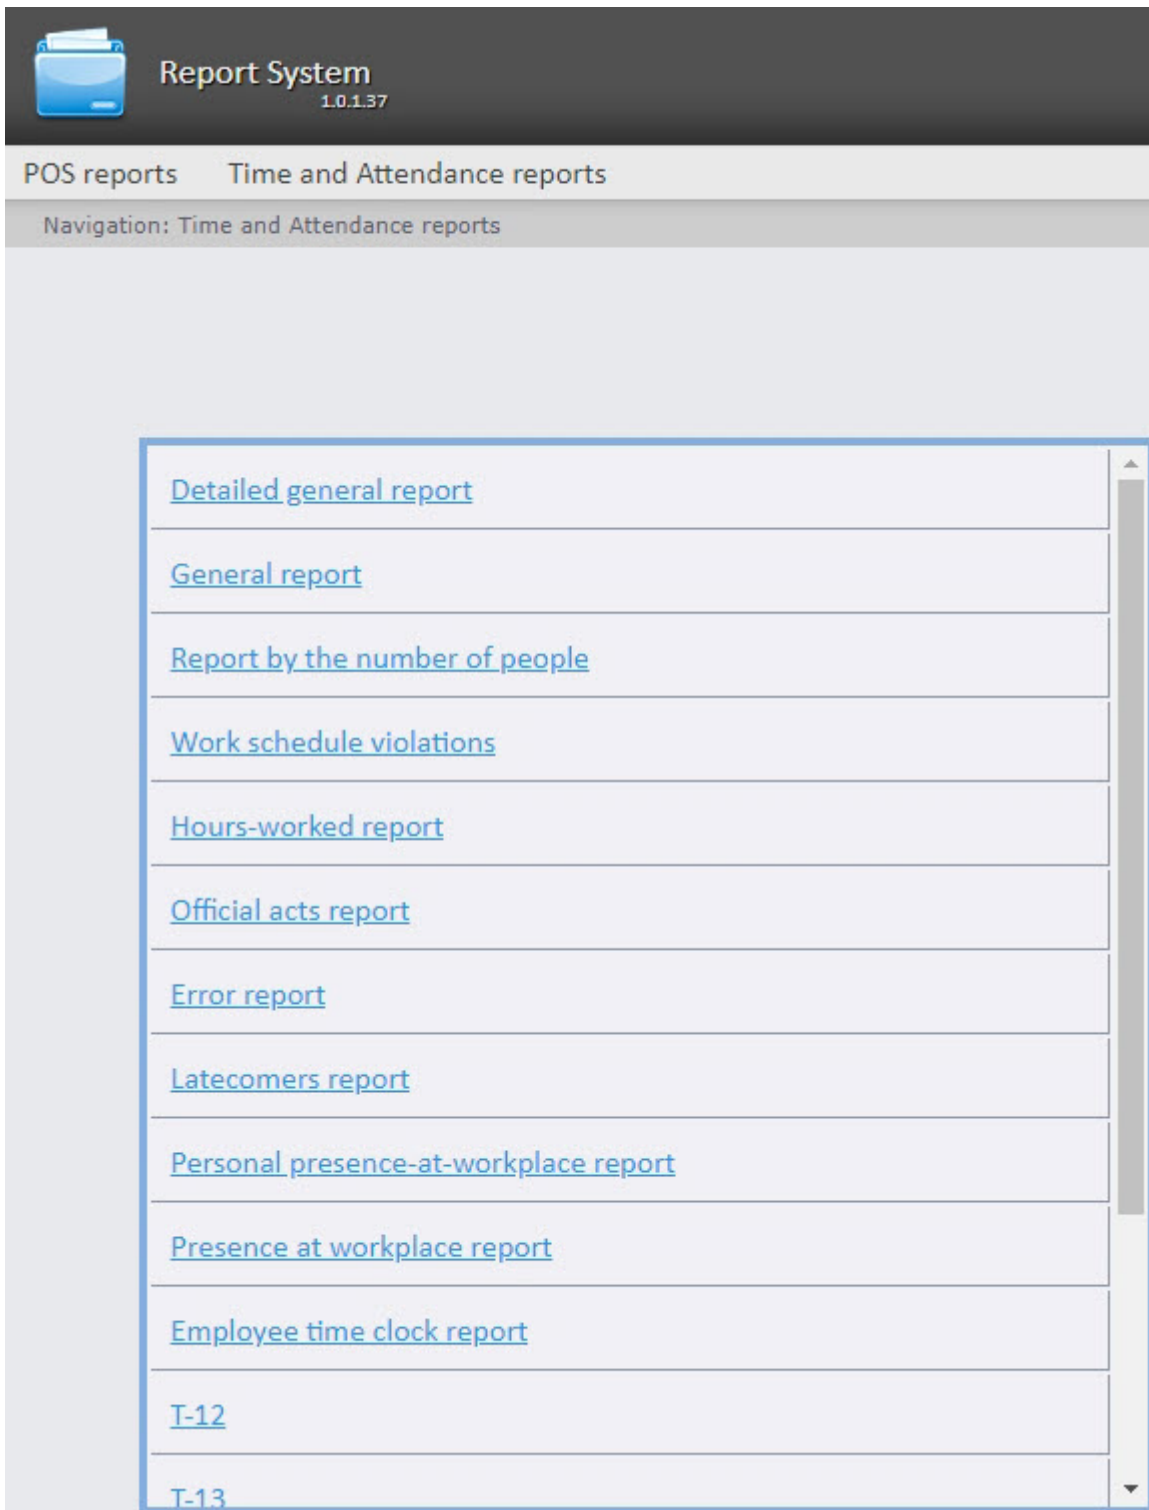 Report System
1.0.1.37
POS reports Time and Attendance reports
Navigation: Time and Attendance reports
Detailed general report
General report
Report by the number of people
Work schedule violations
Hours-worked report
Official acts report
Error report
Latecomers report
Personal presence-at-workplace report
Presence at workplace report
Employee time clock report
T-12
T-13